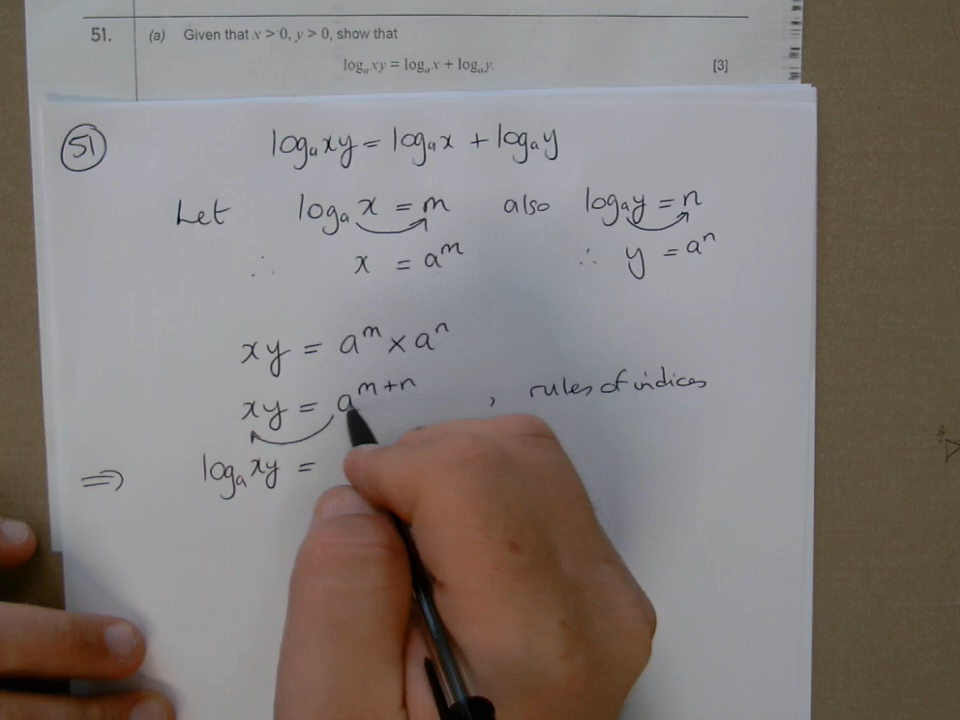 51. (a) Given that x > 0, y > 0, show that
logₐ xy = logₐ x + logₐ y. [3]
51 logₐ xy = logₐ x + logₐ y
Let logₐ x = m also logₐ y = n
∴ x = aᵐ ∴ y = aⁿ
xy = aᵐ × aⁿ
xy = aᵐ⁺ⁿ , rules of indices
⇒ logₐ xy =